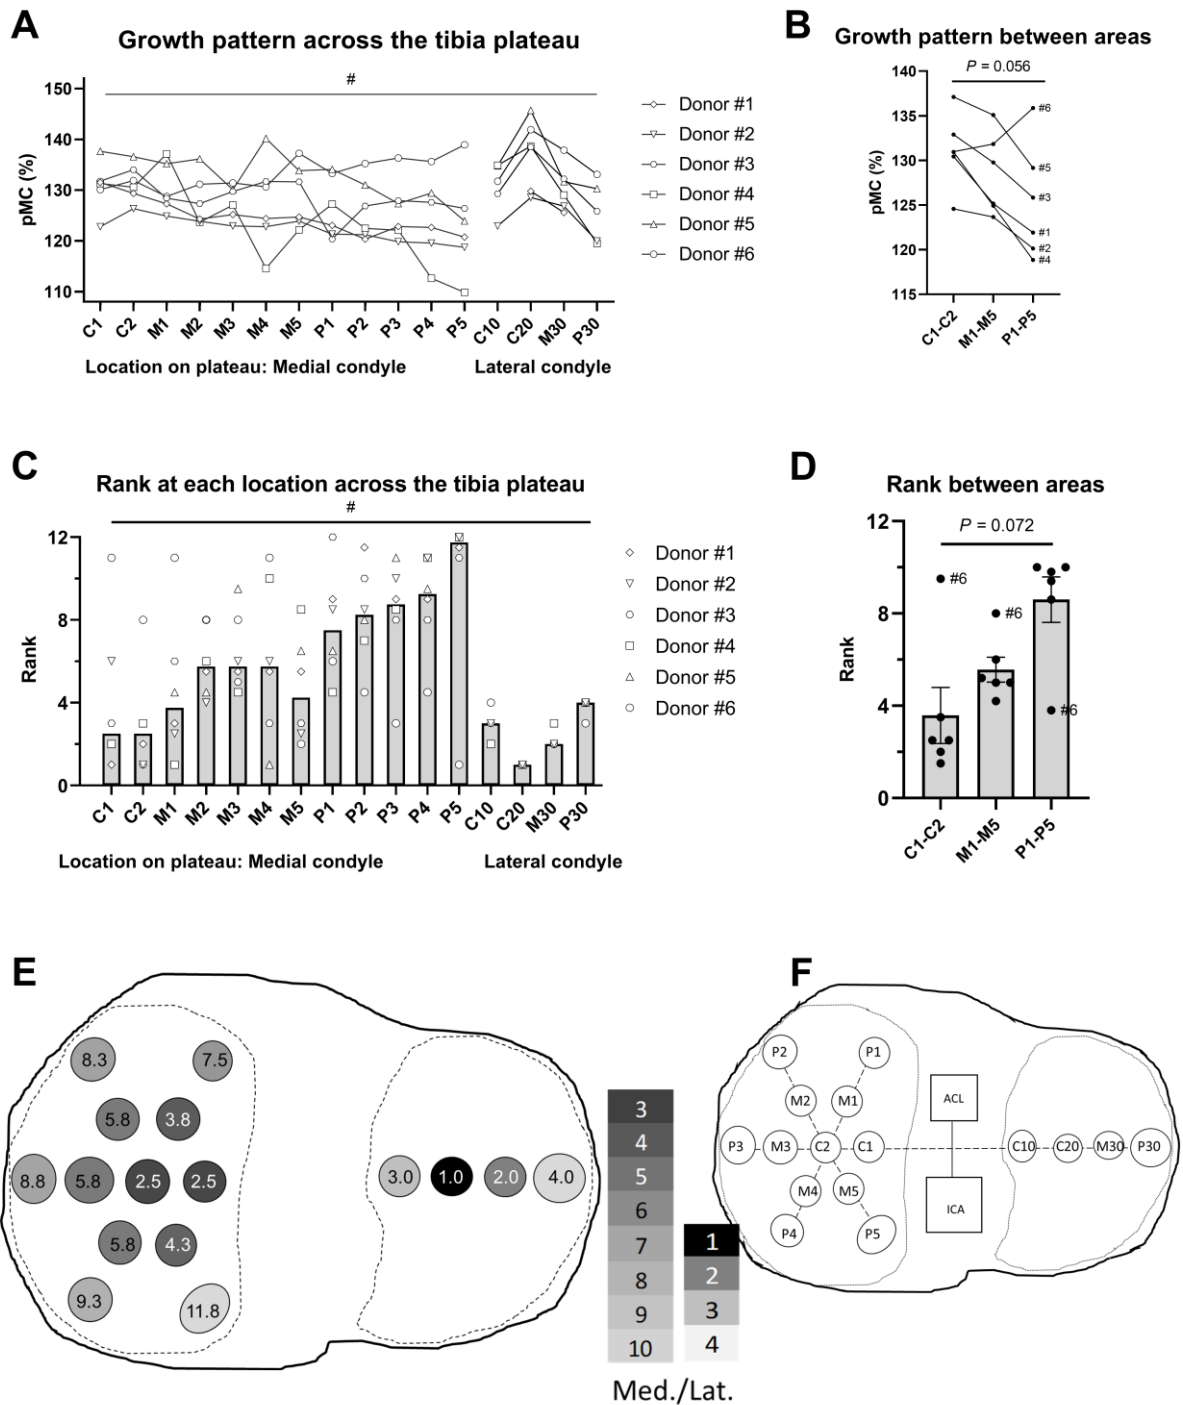 A
Growth pattern across the tibia plateau
#
pMC (%)
150
140
130
120
110
C1 C2 M1 M2 M3 M4 M5 P1 P2 P3 P4 P5 C10 C20 M30 P30
Location on plateau: Medial condyle Lateral condyle
Donor #1
Donor #2
Donor #3
Donor #4
Donor #5
Donor #6
B
Growth pattern between areas
P = 0.056
pMC (%)
140
135
130
125
120
115
#6
#5
#3
#1
#2
#4
C1-C2 M1-M5 P1-P5
C
Rank at each location across the tibia plateau
#
Rank
12
8
4
0
C1 C2 M1 M2 M3 M4 M5 P1 P2 P3 P4 P5 C10 C20 M30 P30
Location on plateau: Medial condyle Lateral condyle
Donor #1
Donor #2
Donor #3
Donor #4
Donor #5
Donor #6
D
Rank between areas
P = 0.072
Rank
12
8
4
0
#6
#6
#6
C1-C2 M1-M5 P1-P5
E
8.3 7.5
5.8 3.8
8.8 5.8 2.5 2.5 3.0 1.0 2.0 4.0
5.8 4.3
9.3 11.8
3
4
5
6
7
8
9
10
1
2
3
4
Med./Lat.
F
P2 P1
M2 M1
P3 M3 C2 C1 C10 C20 M30 P30
M4 M5
P4 P5
ACL
ICA